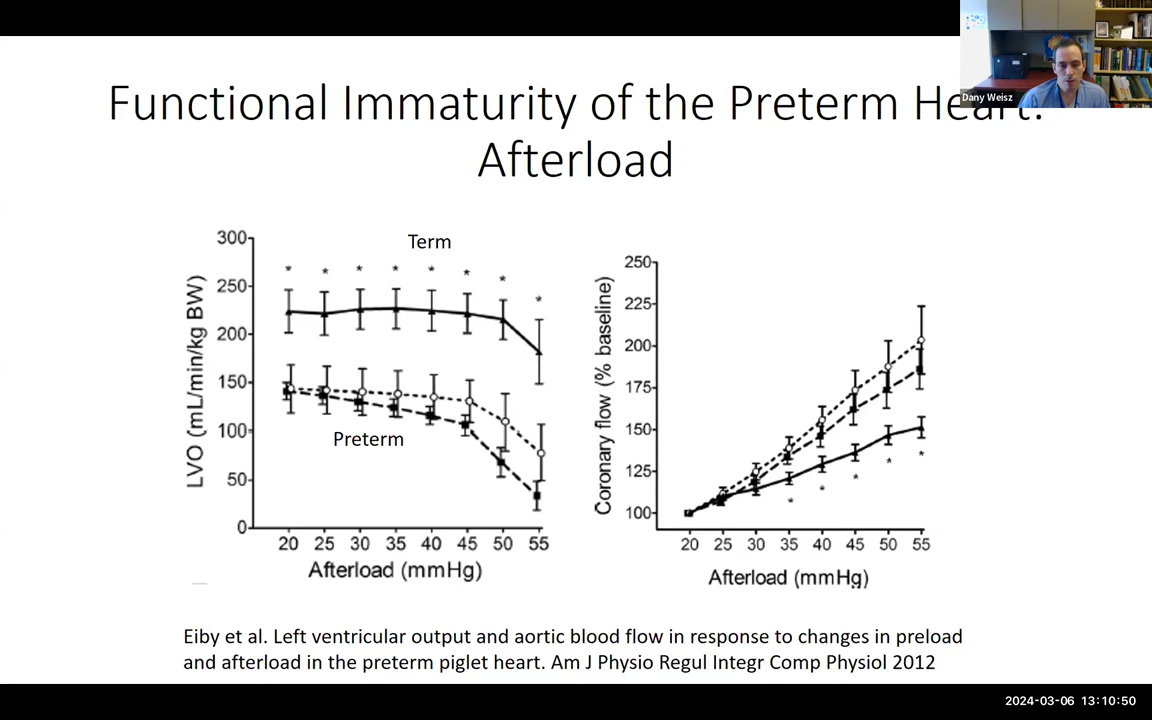 Dany Weisz
Functional Immaturity of the Preterm Heart:
Afterload
Term
Preterm
LVO (mL/min/kg BW)
300
250
200
150
100
50
0
20 25 30 35 40 45 50 55
Afterload (mmHg)
* * * * * * * *
Coronary flow (% baseline)
250
225
200
175
150
125
100
20 25 30 35 40 45 50 55
Afterload (mmHg)
* * * * *
Eiby et al. Left ventricular output and aortic blood flow in response to changes in preload
and afterload in the preterm piglet heart. Am J Physio Regul Integr Comp Physiol 2012
2024-03-06 13:10:50